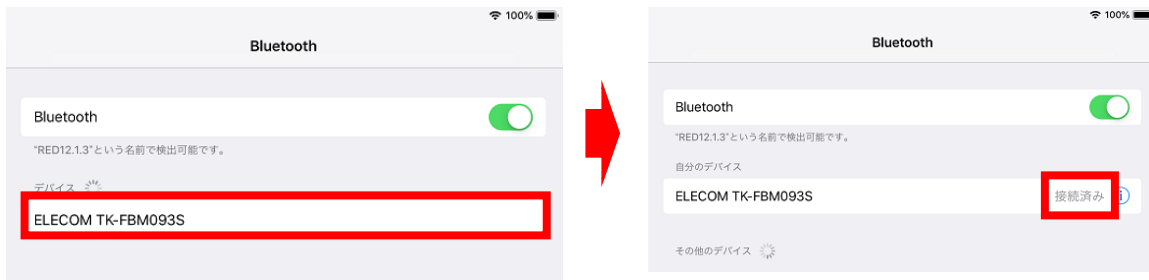 100%
Bluetooth
Bluetooth
"RED12.1.3"という名前で検出可能です。
デバイス
ELECOM TK-FBM093S
100%
Bluetooth
Bluetooth
"RED12.1.3"という名前で検出可能です。
自分のデバイス
ELECOM TK-FBM093S 接続済み i
その他のデバイス